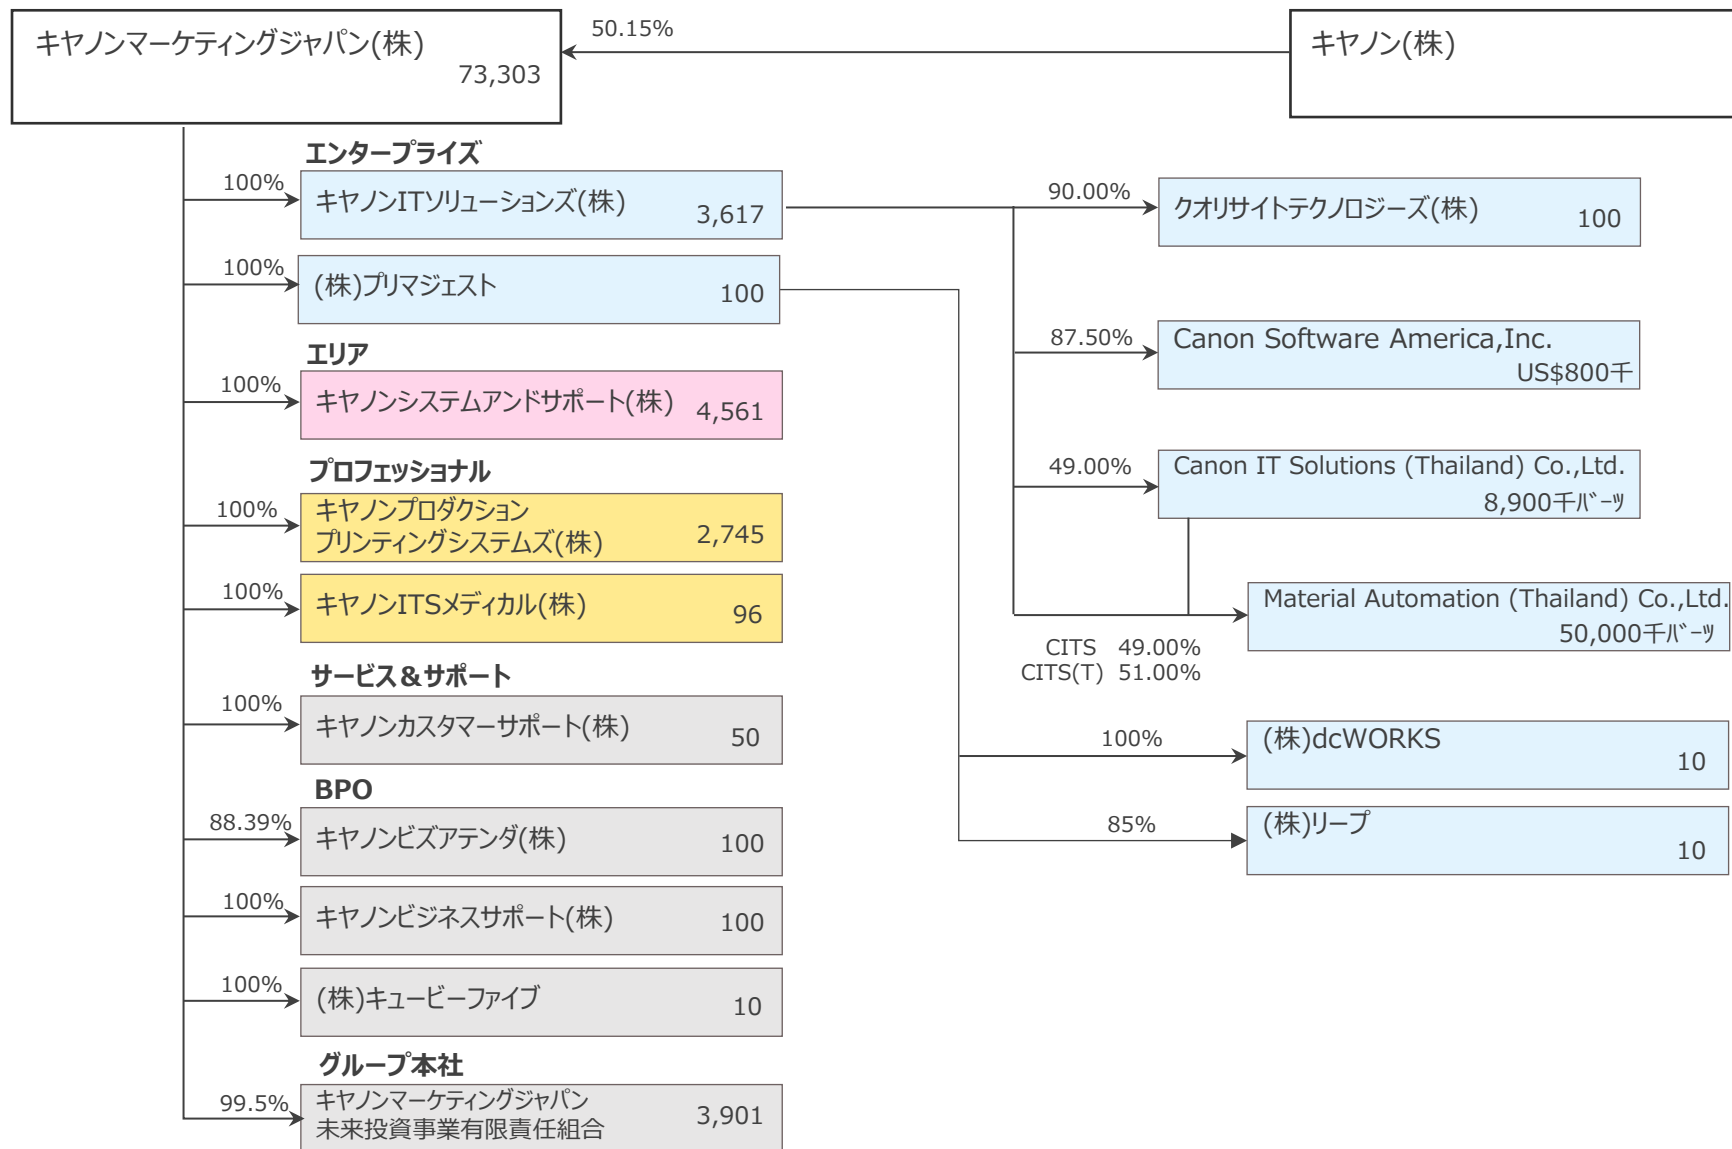 キヤノンマーケティングジャパン(株)
73,303
50.15%
キヤノン(株)
エンタープライズ
100%
キヤノンITソリューションズ(株)
3,617
100%
(株)プリマジェスト
100
エリア
100%
キヤノンシステムアンドサポート(株)
4,561
プロフェッショナル
100%
キヤノンプロダクション
プリンティングシステムズ(株)
2,745
100%
キヤノンITSメディカル(株)
96
サービス&サポート
100%
キヤノンカスタマーサポート(株)
50
BPO
88.39%
キヤノンビズアテンダ(株)
100
100%
キヤノンビジネスサポート(株)
100
100%
(株)キュービーファイブ
10
グループ本社
99.5%
キヤノンマーケティングジャパン
未来投資事業有限責任組合
3,901
90.00%
クオリサイトテクノロジーズ(株)
100
87.50%
Canon Software America,Inc.
US$800千
49.00%
Canon IT Solutions (Thailand) Co.,Ltd.
8,900千バーツ
Material Automation (Thailand) Co.,Ltd.
50,000千バーツ
CITS 49.00%
CITS(T) 51.00%
100%
(株)dcWORKS
10
85%
(株)リープ
10